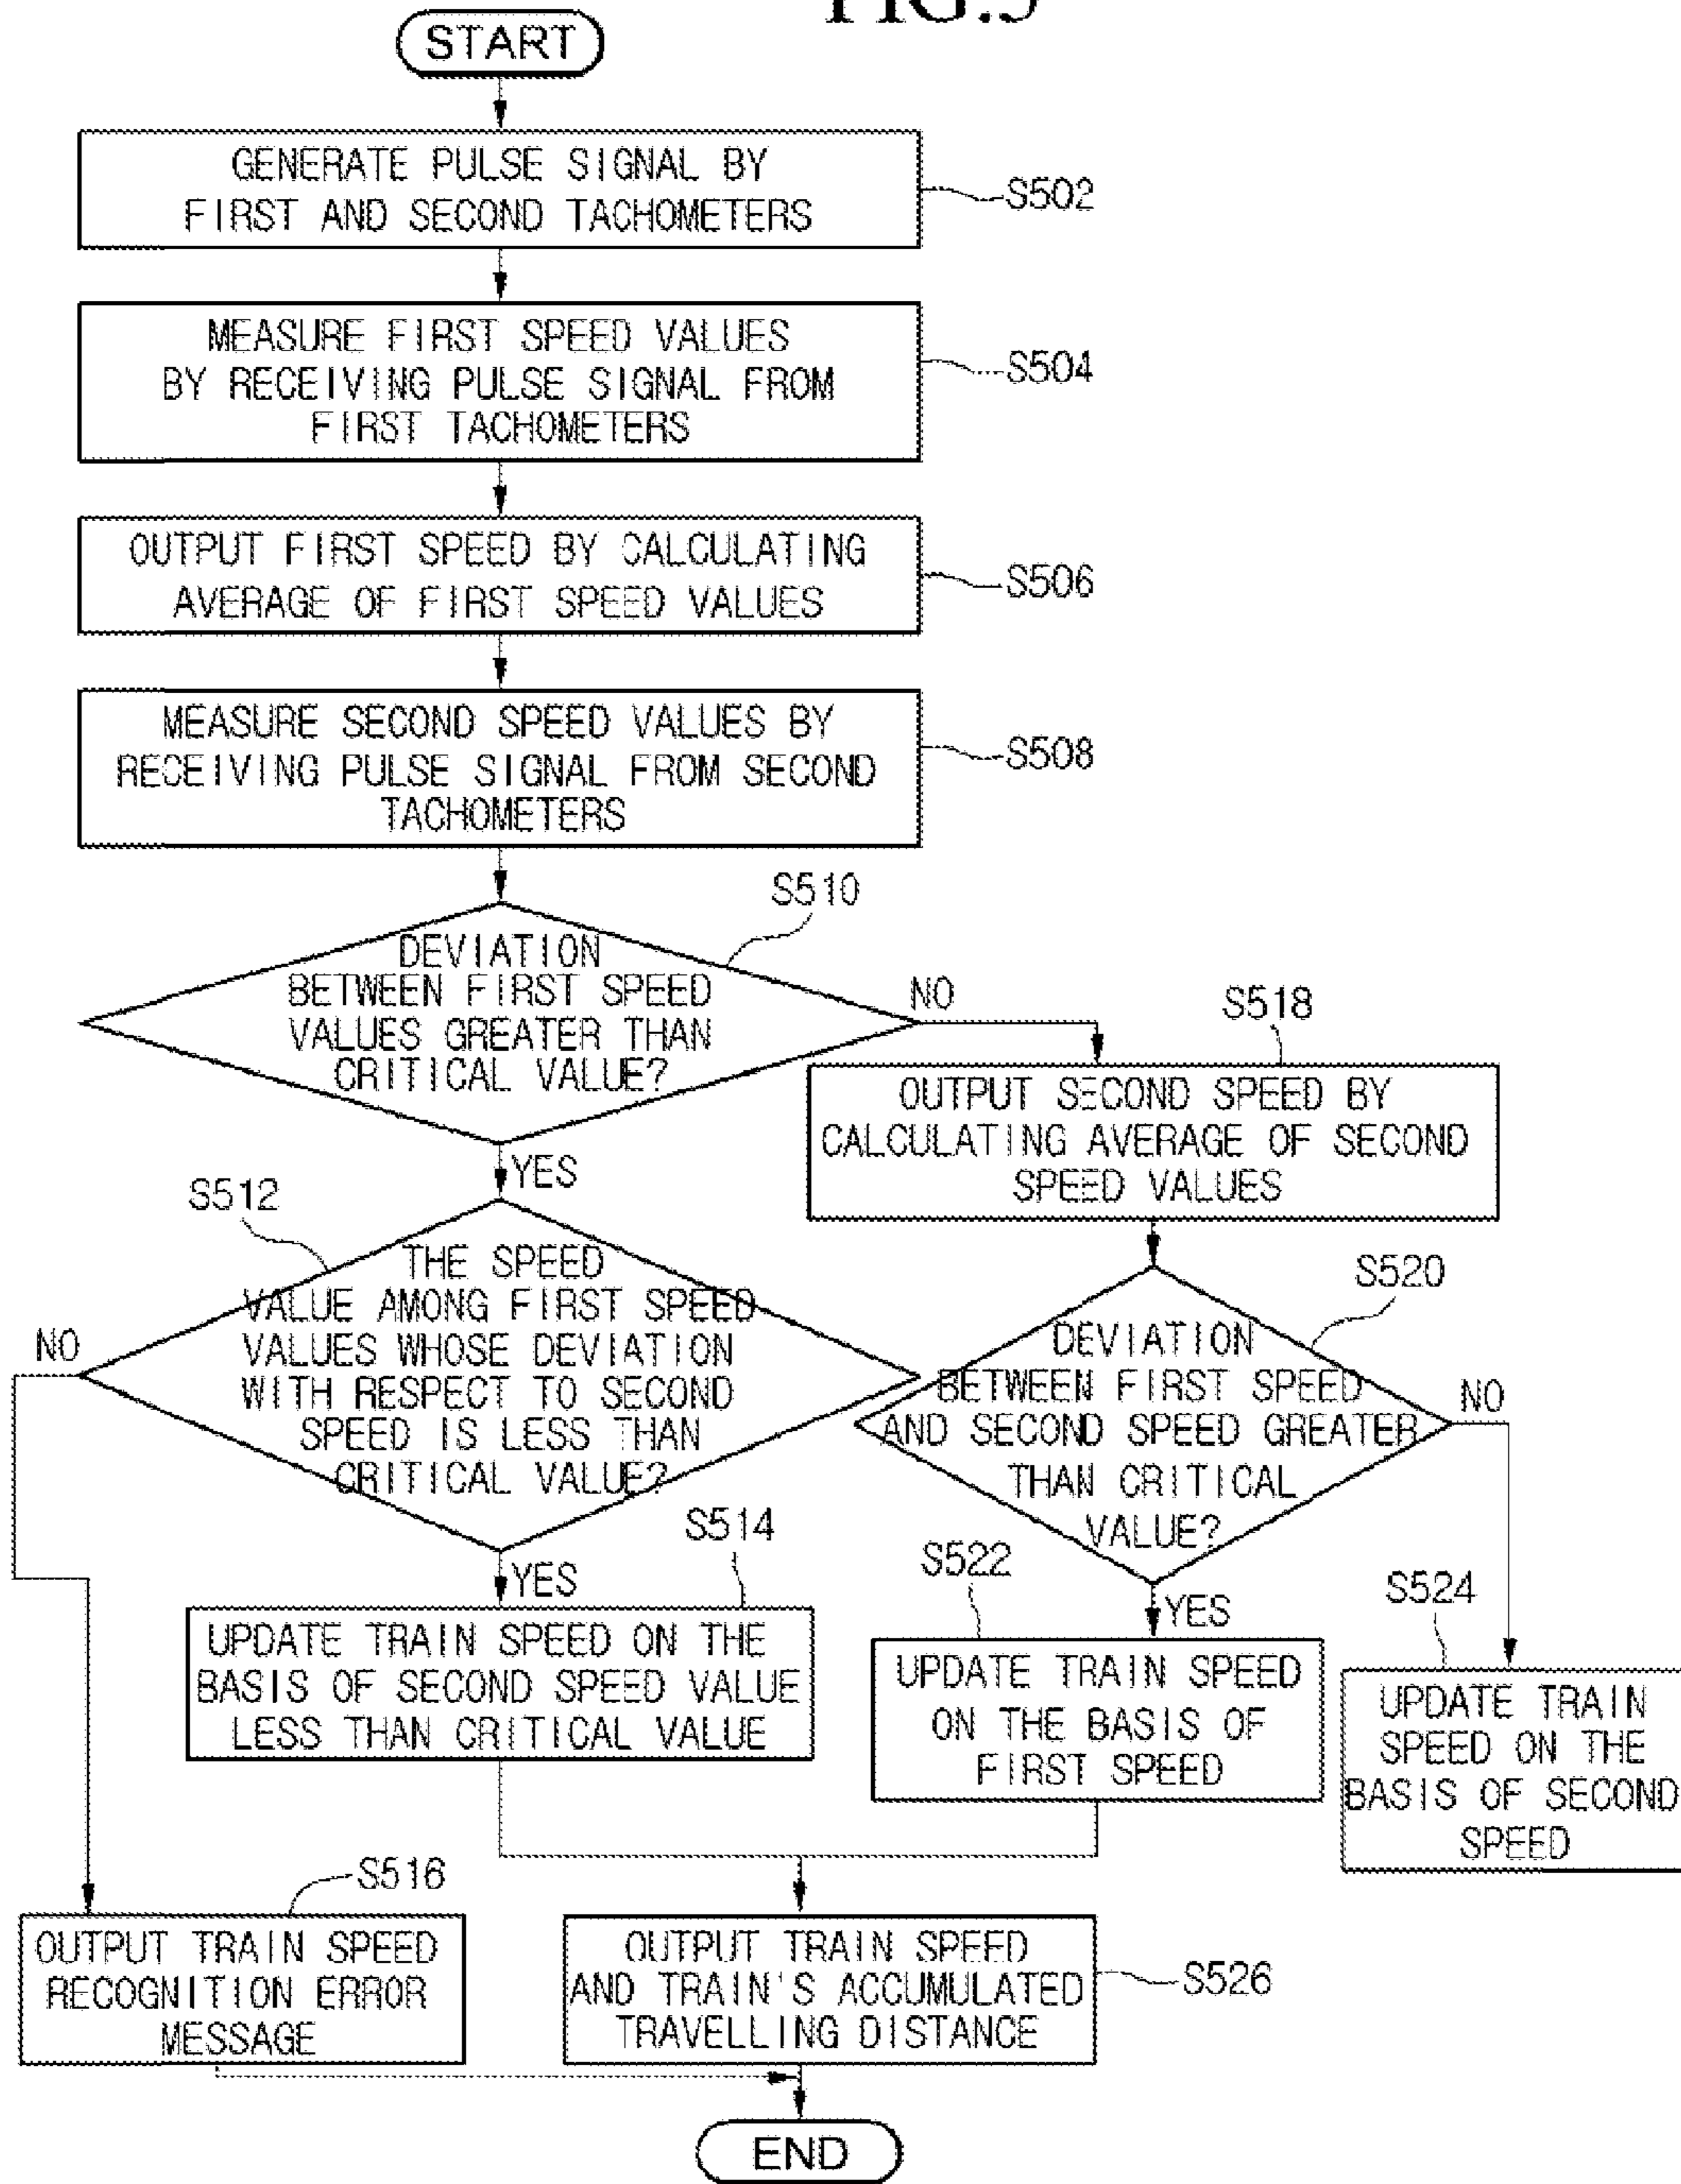 FIG.5
START
GENERATE PULSE SIGNAL BY
FIRST AND SECOND TACHOMETERS
S502
MEASURE FIRST SPEED VALUES
BY RECEIVING PULSE SIGNAL FROM
FIRST TACHOMETERS
S504
OUTPUT FIRST SPEED BY CALCULATING
AVERAGE OF FIRST SPEED VALUES
S506
MEASURE SECOND SPEED VALUES BY
RECEIVING PULSE SIGNAL FROM SECOND
TACHOMETERS
S508
S510
DEVIATION
BETWEEN FIRST SPEED
VALUES GREATER THAN
CRITICAL VALUE?
NO
YES
S518
OUTPUT SECOND SPEED BY
CALCULATING AVERAGE OF SECOND
SPEED VALUES
S512
THE SPEED
VALUE AMONG FIRST SPEED
VALUES WHOSE DEVIATION
WITH RESPECT TO SECOND
SPEED IS LESS THAN
CRITICAL VALUE?
NO
YES
S520
DEVIATION
BETWEEN FIRST SPEED
AND SECOND SPEED GREATER
THAN CRITICAL
VALUE?
NO
YES
S514
UPDATE TRAIN SPEED ON THE
BASIS OF SECOND SPEED VALUE
LESS THAN CRITICAL VALUE
S522
UPDATE TRAIN SPEED
ON THE BASIS OF
FIRST SPEED
S524
UPDATE TRAIN
SPEED ON THE
BASIS OF SECOND
SPEED
S516
OUTPUT TRAIN SPEED
RECOGNITION ERROR
MESSAGE
OUTPUT TRAIN SPEED
AND TRAIN'S ACCUMULATED
TRAVELLING DISTANCE
S526
END